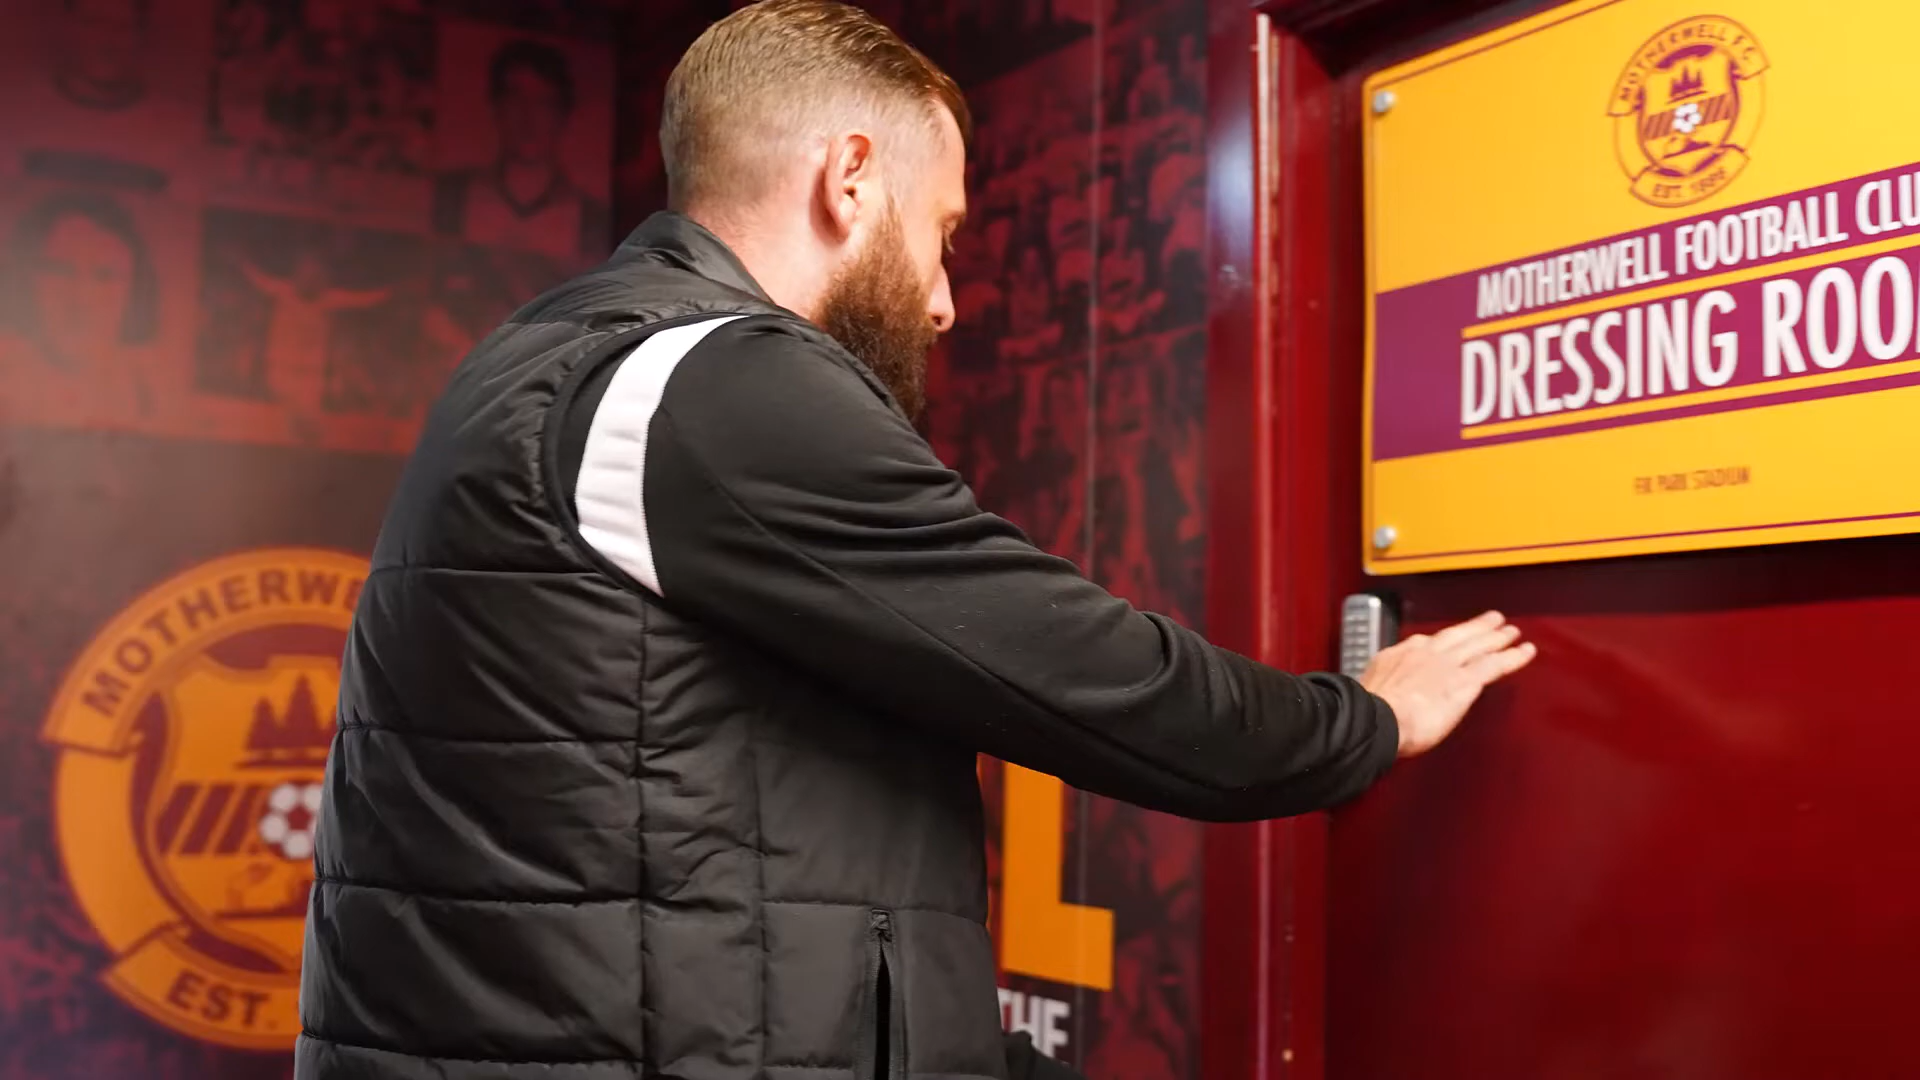 MOTHERWELL F.C.
EST. 1886
MOTHERWELL FOOTBALL CLU
DRESSING ROO
FIR PARK STADIUM
MOTHERWE
EST.
L
THE